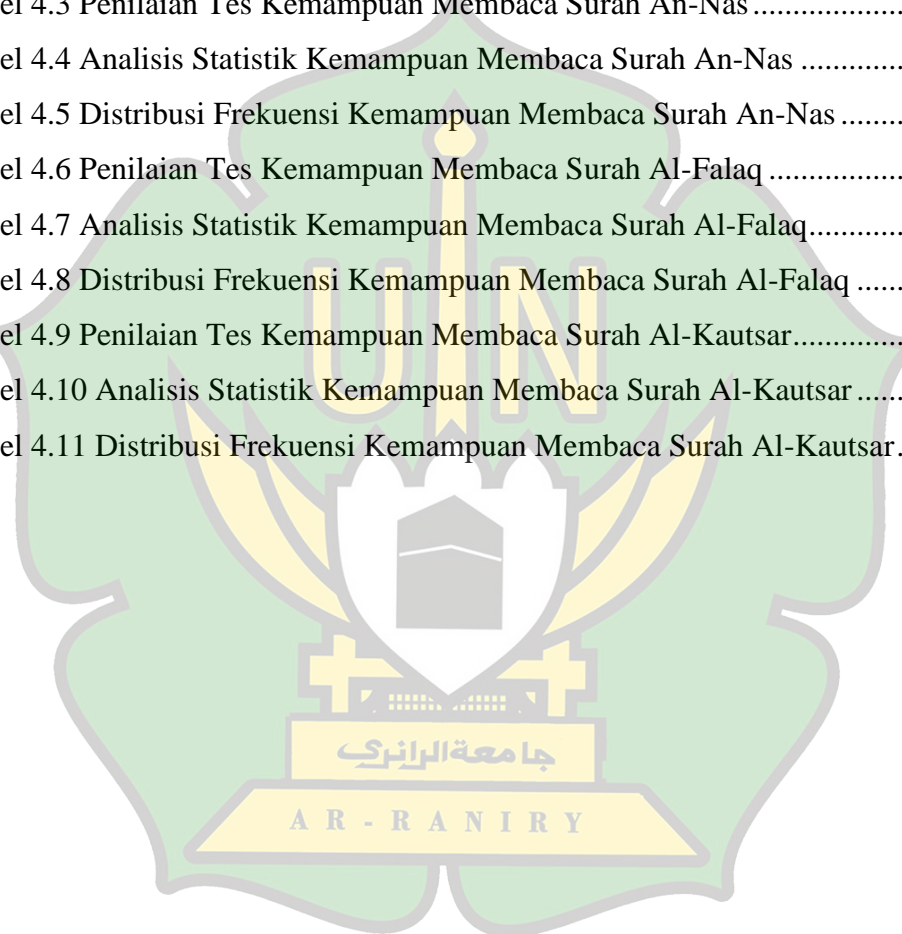 el 4.3 Penilaian Tes Kemampuan Membaca Surah An-Nas...................
el 4.4 Analisis Statistik Kemampuan Membaca Surah An-Nas .............
el 4.5 Distribusi Frekuensi Kemampuan Membaca Surah An-Nas ........
el 4.6 Penilaian Tes Kemampuan Membaca Surah Al-Falaq .................
el 4.7 Analisis Statistik Kemampuan Membaca Surah Al-Falaq............
el 4.8 Distribusi Frekuensi Kemampuan Membaca Surah Al-Falaq ......
el 4.9 Penilaian Tes Kemampuan Membaca Surah Al-Kautsar..............
el 4.10 Analisis Statistik Kemampuan Membaca Surah Al-Kautsar ......
el 4.11 Distribusi Frekuensi Kemampuan Membaca Surah Al-Kautsar.
UIN
جامعةالرانري
AR-RANIRY